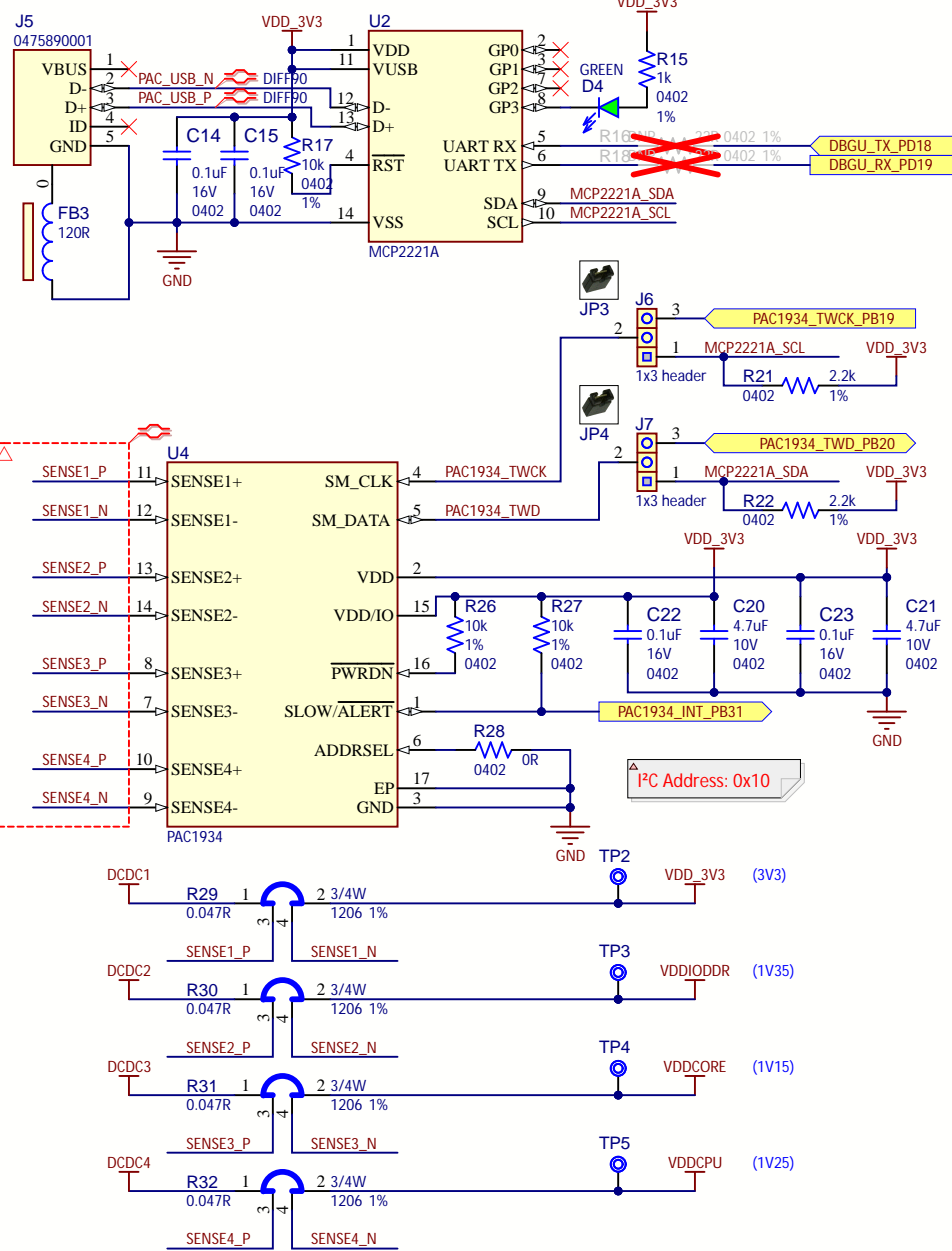 J5
0475890001
VBUS 1
D- 2
D+ 3
ID 4
GND 5
0
PAC_USB_N
DIFF90
PAC_USB_P
DIFF90
FB3
120R
VDD_3V3
C14
0.1uF
16V
0402
C15
0.1uF
16V
0402
R17
10k
0402
1%
GND
U2
1 VDD
11 VUSB
12 D-
13 D+
4 RST
14 VSS
GP0 2
GP1 3
GP2 7
GP3 8
UART RX 5
UART TX 6
SDA 9
SCL 10
MCP2221A
VDD_3V3
R15
1k
0402
1%
GREEN
D4
R16
0402 1%
R18
0402 1%
DBGU_TX_PD18
DBGU_RX_PD19
MCP2221A_SDA
MCP2221A_SCL
JP3
J6
3
2
1
1x3 header
PAC1934_TWCK_PB19
MCP2221A_SCL
VDD_3V3
R21
0402
2.2k
1%
JP4
J7
3
2
1
1x3 header
PAC1934_TWD_PB20
MCP2221A_SDA
VDD_3V3
R22
0402
2.2k
1%
U4
SENSE1_P 11 SENSE1+
SENSE1_N 12 SENSE1-
SENSE2_P 13 SENSE2+
SENSE2_N 14 SENSE2-
SENSE3_P 8 SENSE3+
SENSE3_N 7 SENSE3-
SENSE4_P 10 SENSE4+
SENSE4_N 9 SENSE4-
SM_CLK 4 PAC1934_TWCK
SM_DATA 5 PAC1934_TWD
VDD 2
VDD/IO 15
PWRDN 16
SLOW/ALERT 1
ADDRSEL 6
EP 17
GND 3
PAC1934
VDD_3V3
VDD_3V3
R26
10k
1%
0402
R27
10k
1%
0402
C22
0.1uF
16V
0402
C20
4.7uF
10V
0402
C23
0.1uF
16V
0402
C21
4.7uF
10V
0402
PAC1934_INT_PB31
GND
R28
0402
0R
GND
I²C Address: 0x10
DCDC1
R29
0.047R
1
2
3
4
3/4W
1206 1%
SENSE1_P
SENSE1_N
TP2
VDD_3V3
(3V3)
DCDC2
R30
0.047R
1
2
3
4
3/4W
1206 1%
SENSE2_P
SENSE2_N
TP3
VDDIODDR
(1V35)
DCDC3
R31
0.047R
1
2
3
4
3/4W
1206 1%
SENSE3_P
SENSE3_N
TP4
VDDCORE
(1V15)
DCDC4
R32
0.047R
1
2
3
4
3/4W
1206 1%
SENSE4_P
SENSE4_N
TP5
VDDCPU
(1V25)